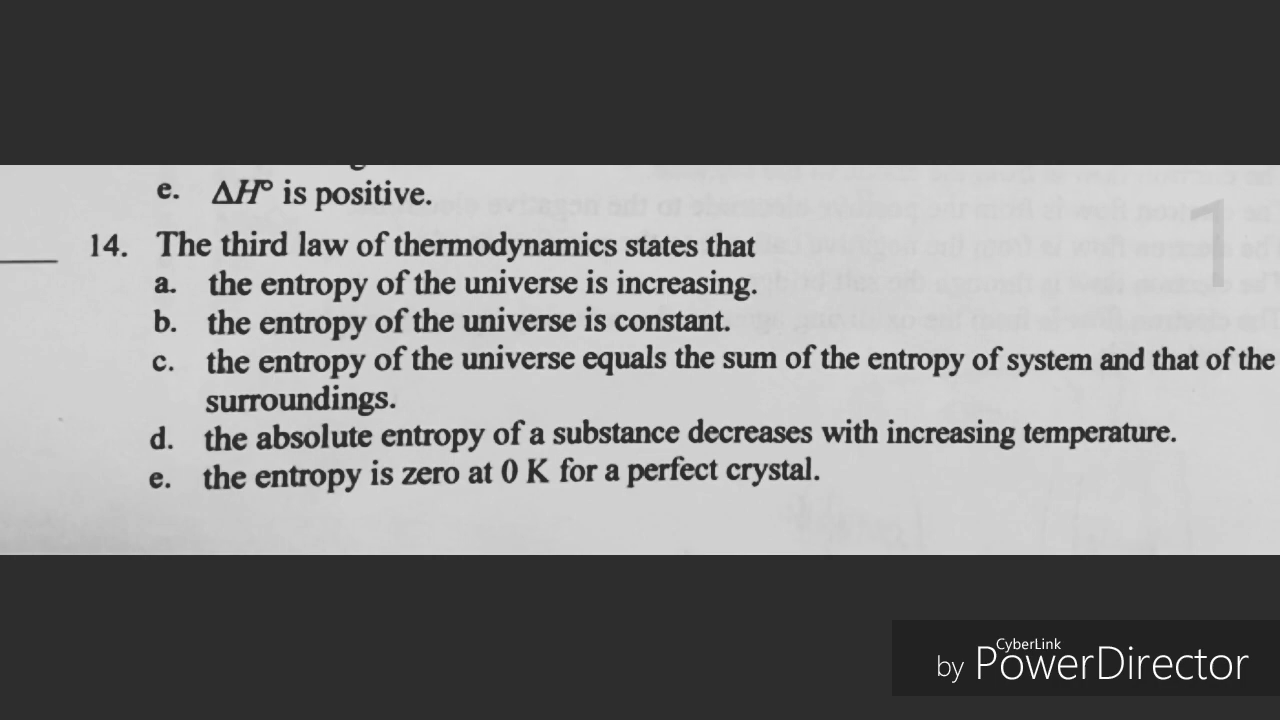 e. ΔH° is positive.
14. The third law of thermodynamics states that
a. the entropy of the universe is increasing.
b. the entropy of the universe is constant.
c. the entropy of the universe equals the sum of the entropy of system and that of the
surroundings.
d. the absolute entropy of a substance decreases with increasing temperature.
e. the entropy is zero at 0 K for a perfect crystal.
1
CyberLink
by PowerDirector